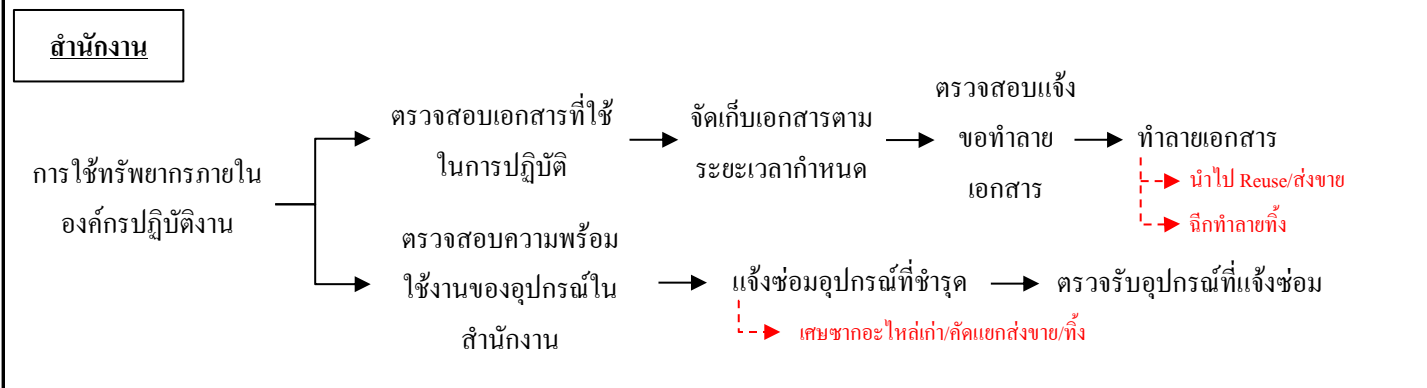 สำนักงาน
การใช้ทรัพยากรภายใน
องค์กรปฏิบัติงาน
ตรวจสอบเอกสารที่ใช้
ในการปฏิบัติ
จัดเก็บเอกสารตาม
ระยะเวลากำหนด
ตรวจสอบแจ้ง
ขอทำลาย
เอกสาร
ทำลายเอกสาร
นำไป Reuse/ส่งขาย
ฉีกทำลายทิ้ง
ตรวจสอบความพร้อม
ใช้งานของอุปกรณ์ใน
สำนักงาน
แจ้งซ่อมอุปกรณ์ที่ชำรุด
เศษซากอะไหล่เก่า/คัดแยกส่งขาย/ทิ้ง
ตรวจรับอุปกรณ์ที่แจ้งซ่อม